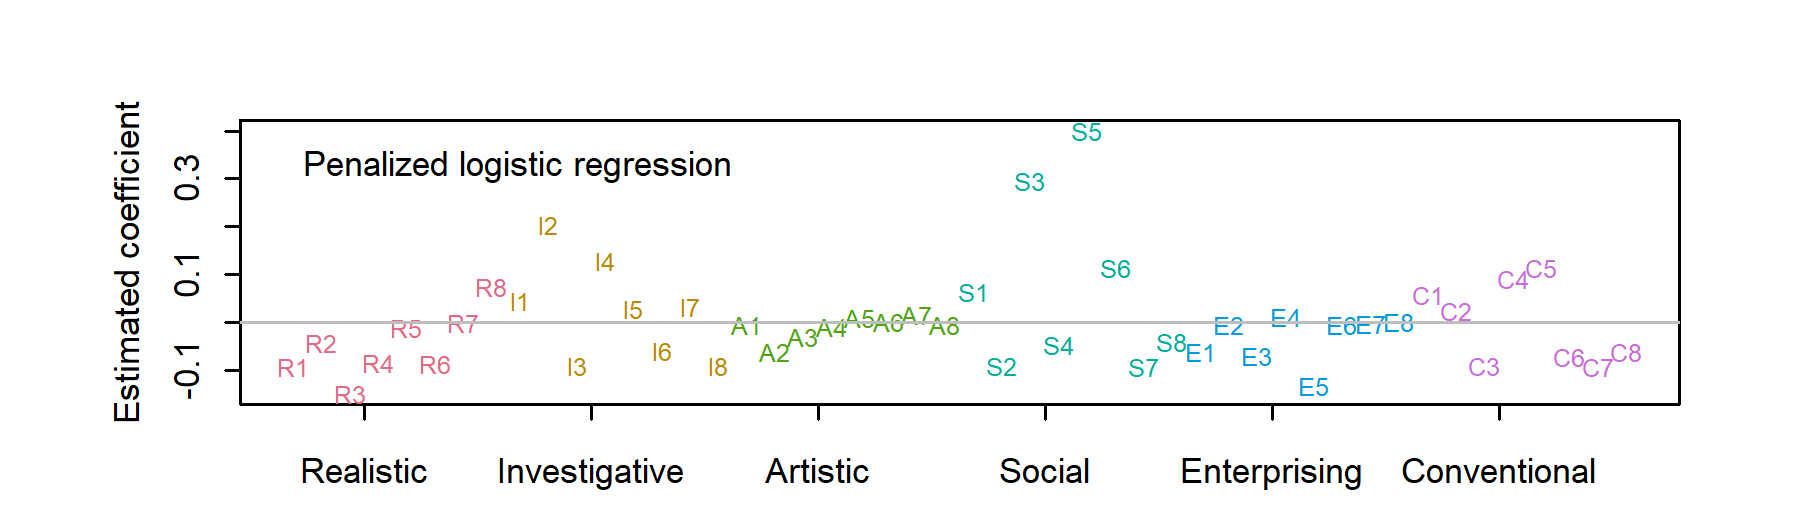 Estimated coefficient
0.3
0.1
-0.1
Penalized logistic regression
R1 R2 R3 R4 R5 R6 R7 R8
I1 I2 I3 I4 I5 I6 I7 I8
A1 A2 A3 A4 A5 A6 A7 A8
S1 S2 S3 S4 S5 S6 S7 S8
E1 E2 E3 E4 E5 E6 E7 E8
C1 C2 C3 C4 C5 C6 C7 C8
Realistic Investigative Artistic Social Enterprising Conventional